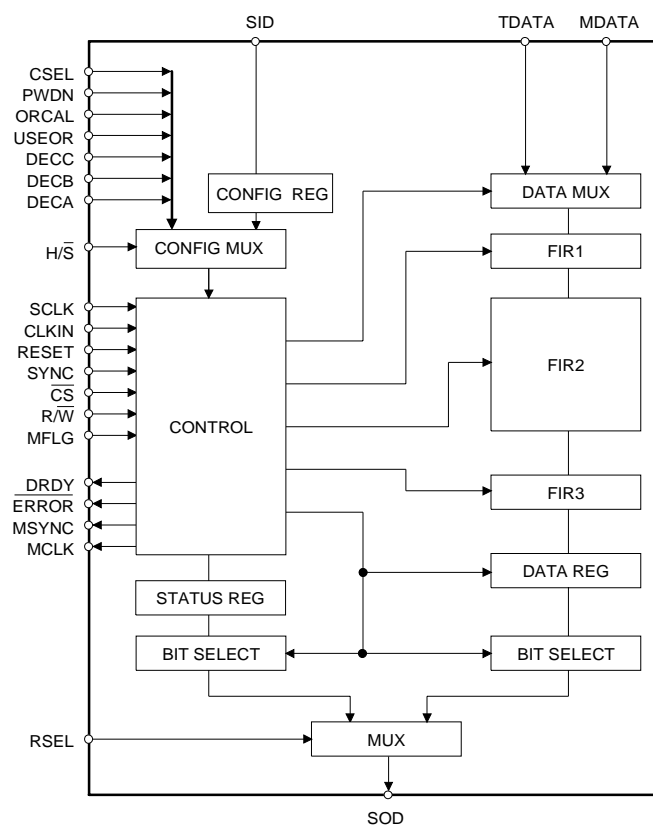 SID
TDATA MDATA
CSEL
PWDN
ORCAL
USEOR
DECC
DECB
DECA
CONFIG REG
DATA MUX
H/S̅
CONFIG MUX
FIR1
SCLK
CLKIN
RESET
SYNC
C̅S̅
R/W̅
MFLG
CONTROL
FIR2
DRDY
E̅R̅R̅O̅R̅
MSYNC
MCLK
FIR3
STATUS REG
DATA REG
BIT SELECT
BIT SELECT
RSEL
MUX
SOD